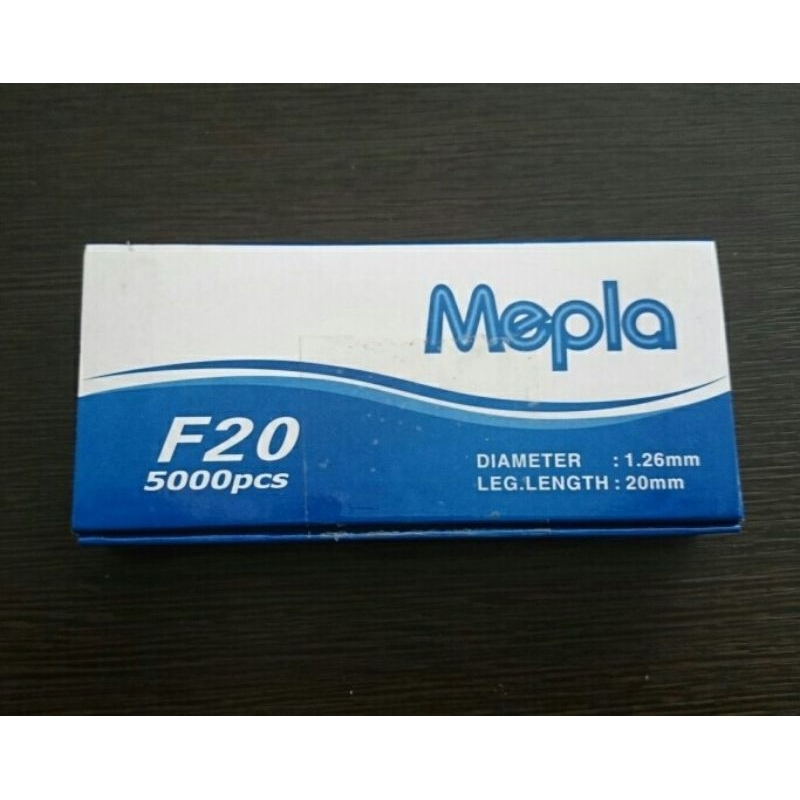 Mepla
F20
5000pcs
DIAMETER : 1.26mm
LEG.LENGTH : 20mm